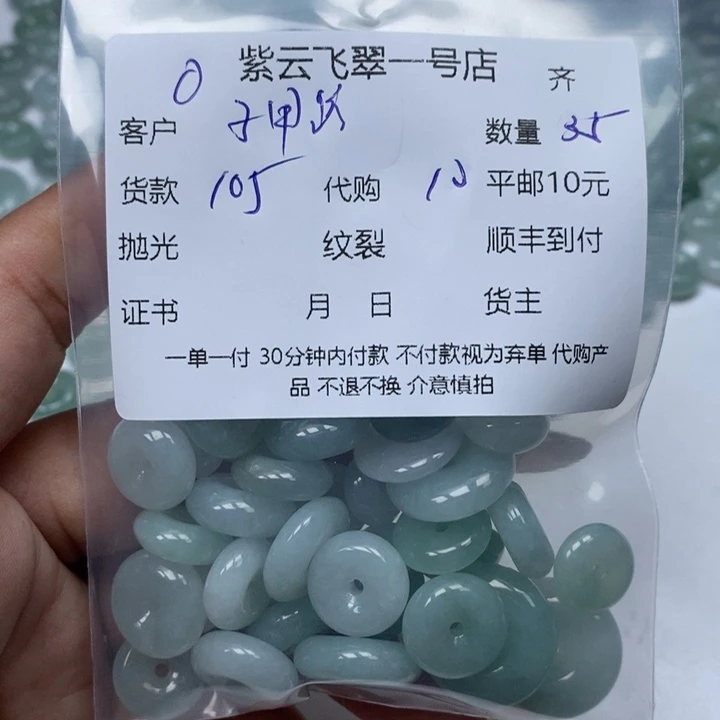 紫云飞翠一号店 齐
0
客户 数量 35
货款 105 代购 10 平邮10元
抛光 纹裂 顺丰到付
证书 月 日 货主
一单一付 30分钟内付款 不付款视为弃单 代购产
品 不退不换 介意慎拍